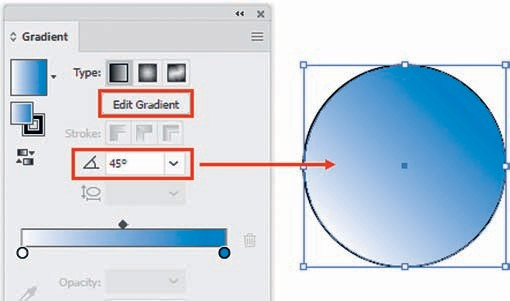 Gradient
Type:
Edit Gradient
Stroke:
45°
Opacity: